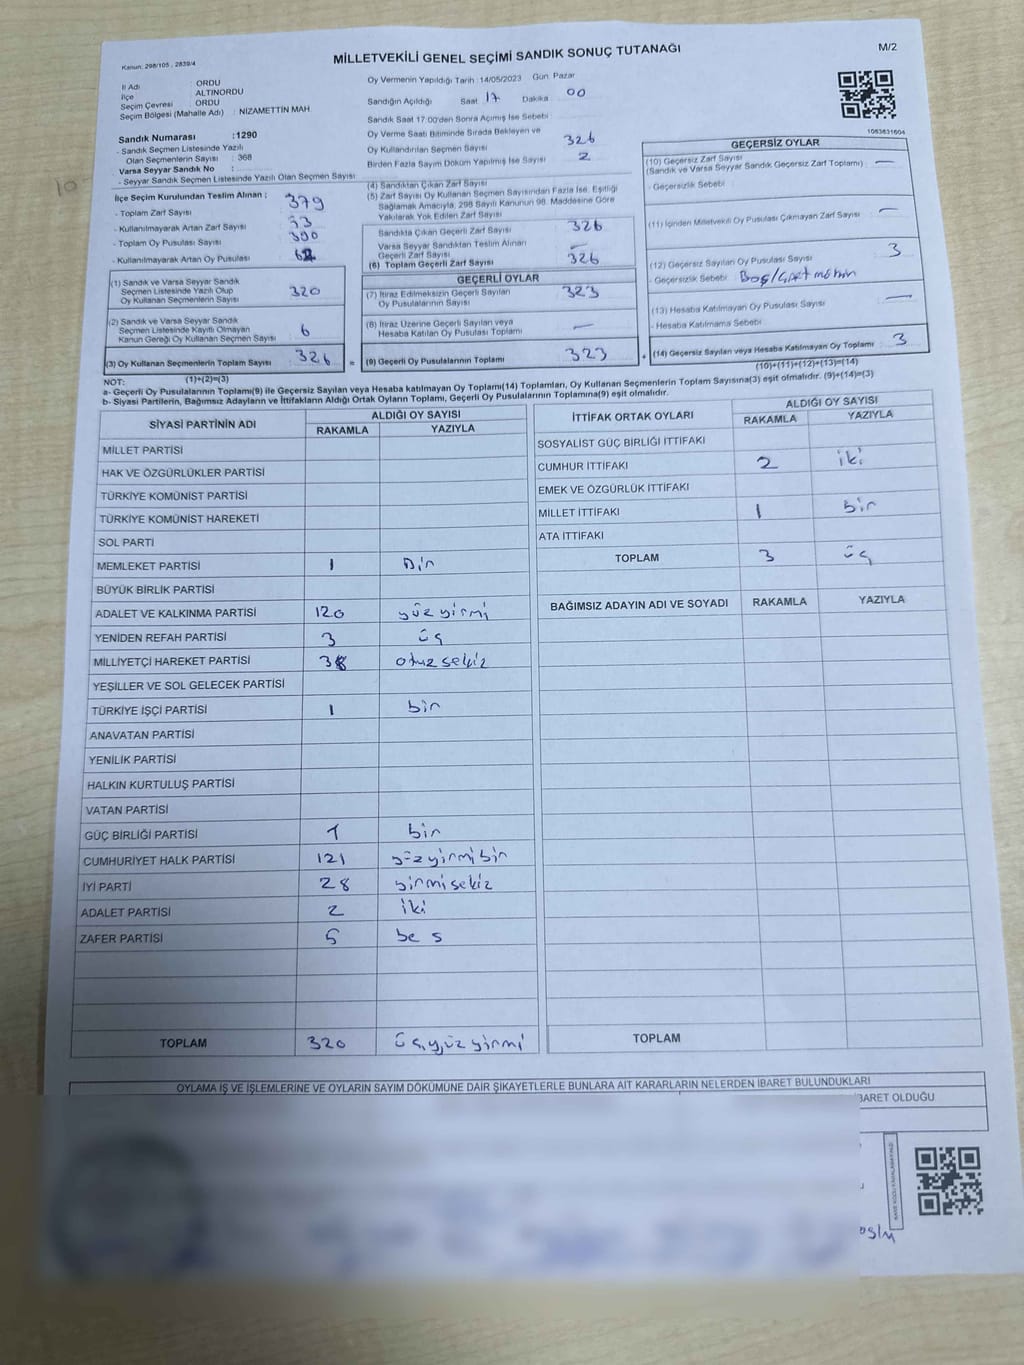 Kanun: 298/105 , 2839/4
MİLLETVEKİLİ GENEL SEÇİMİ SANDIK SONUÇ TUTANAĞI
M/2
İl Adı ORDU
İlçe ALTINORDU
Seçim Çevresi : ORDU
Seçim Bölgesi (Mahalle Adı) : NİZAMETTİN MAH
Sandık Numarası :1290
- Sandık Seçmen Listesinde Yazılı
Olan Seçmenlerin Sayısı : 368
Varsa Seyyar Sandık No :
- Seyyar Sandık Seçmen Listesinde Yazılı Olan Seçmen Sayısı :
10
İlçe Seçim Kurulundan Teslim Alınan ;
- Toplam Zarf Sayısı 379
- Kullanılmayarak Artan Zarf Sayısı 53
- Toplam Oy Pusulası Sayısı
- Kullanılmayarak Artan Oy Pusulası
(1) Sandık ve Varsa Seyyar Sandık
Seçmen Listesinde Yazılı Olup
Oy Kullanan Seçmenlerin Sayısı 320
(2) Sandık ve Varsa Seyyar Sandık
Seçmen Listesinde Kayıtlı Olmayan
Kanun Gereği Oy Kullanan Seçmen Sayısı 6
(3) Oy Kullanan Seçmenlerin Toplam Sayısı 326 =
(1)+(2)=(3)
Oy Vermenin Yapıldığı Tarih : 14/05/2023 Gün: Pazar
Sandığın Açıldığı Saat : 17 Dakika : 00
Sandık Saat 17:00'den Sonra Açılmış İse Sebebi :
Oy Verme Saati Bitiminde Sırada Bekleyen ve
Oy Kullandırılan Seçmen Sayısı 326
Birden Fazla Sayım Döküm Yapılmış İse Sayısı 2
(4) Sandıktan Çıkan Zarf Sayısı
(5) Zarf Sayısı Oy Kullanan Seçmen Sayısından Fazla İse, Eşitliği
Sağlamak Amacıyla, 298 Sayılı Kanunun 98. Maddesine Göre
Yakılarak Yok Edilen Zarf Sayısı
Sandıkta Çıkan Geçerli Zarf Sayısı 326
Varsa Seyyar Sandıktan Teslim Alınan
Geçerli Zarf Sayısı —
(6) Toplam Geçerli Zarf Sayısı 326
GEÇERLİ OYLAR
(7) İtiraz Edilmeksizin Geçerli Sayılan
Oy Pusulalarının Sayısı 323
(8) İtiraz Üzerine Geçerli Sayılan veya
Hesaba Katılan Oy Pusulası Toplamı —
(9) Geçerli Oy Pusulalarının Toplamı 323 +
1083631604
GEÇERSİZ OYLAR
(10) Geçersiz Zarf Sayısı —
(Sandık ve Varsa Seyyar Sandık Geçersiz Zarf Toplamı)
- Geçersizlik Sebebi :
(11) İçinden Milletvekili Oy Pusulası Çıkmayan Zarf Sayısı —
(12) Geçersiz Sayılan Oy Pusulası Sayısı 3
- Geçersizlik Sebebi
(13) Hesaba Katılmayan Oy Pusulası Sayısı —
- Hesaba Katılmama Sebebi
(14) Geçersiz Sayılan veya Hesaba Katılmayan Oy Toplamı 3
(10)+(11)+(12)+(13)=(14)
NOT:
a- Geçerli Oy Pusulalarının Toplamı(9) ile Geçersiz Sayılan veya Hesaba katılmayan Oy Toplamı(14) Toplamları, Oy Kullanan Seçmenlerin Toplam Sayısına(3) eşit olmalıdır. (9)+(14)=(3)
b- Siyasi Partilerin, Bağımsız Adayların ve İttifakların Aldığı Ortak Oyların Toplamı, Geçerli Oy Pusulalarının Toplamına(9) eşit olmalıdır.
SİYASİ PARTİNİN ADI ALDIĞI OY SAYISI
RAKAMLA YAZIYLA
MİLLET PARTİSİ
HAK VE ÖZGÜRLÜKLER PARTİSİ
TÜRKİYE KOMÜNİST PARTİSİ
TÜRKİYE KOMÜNİST HAREKETİ
SOL PARTİ
MEMLEKET PARTİSİ 1 bir
BÜYÜK BİRLİK PARTİSİ
ADALET VE KALKINMA PARTİSİ 120 yüz yirmi
YENİDEN REFAH PARTİSİ 3 üç
MİLLİYETÇİ HAREKET PARTİSİ 38 otuz sekiz
YEŞİLLER VE SOL GELECEK PARTİSİ
TÜRKİYE İŞÇİ PARTİSİ 1 bir
ANAVATAN PARTİSİ
YENİLİK PARTİSİ
HALKIN KURTULUŞ PARTİSİ
VATAN PARTİSİ
GÜÇ BİRLİĞİ PARTİSİ 1 bir
CUMHURİYET HALK PARTİSİ 121 yüz yirmi bir
İYİ PARTİ 28 yirmi sekiz
ADALET PARTİSİ 2 iki
ZAFER PARTİSİ 5 beş
TOPLAM 320 üç yüz yirmi
İTTİFAK ORTAK OYLARI ALDIĞI OY SAYISI
RAKAMLA YAZIYLA
SOSYALİST GÜÇ BİRLİĞİ İTTİFAKI
CUMHUR İTTİFAKI 2 iki
EMEK VE ÖZGÜRLÜK İTTİFAKI
MİLLET İTTİFAKI 1 bir
ATA İTTİFAKI
TOPLAM 3 üç
BAĞIMSIZ ADAYIN ADI VE SOYADI RAKAMLA YAZIYLA
TOPLAM
OYLAMA İŞ VE İŞLEMLERİNE VE OYLARIN SAYIM DÖKÜMÜNE DAİR ŞİKAYETLERLE BUNLARA AİT KARARLARIN NELERDEN İBARET BULUNDUKLARI
İBARET OLDUĞU